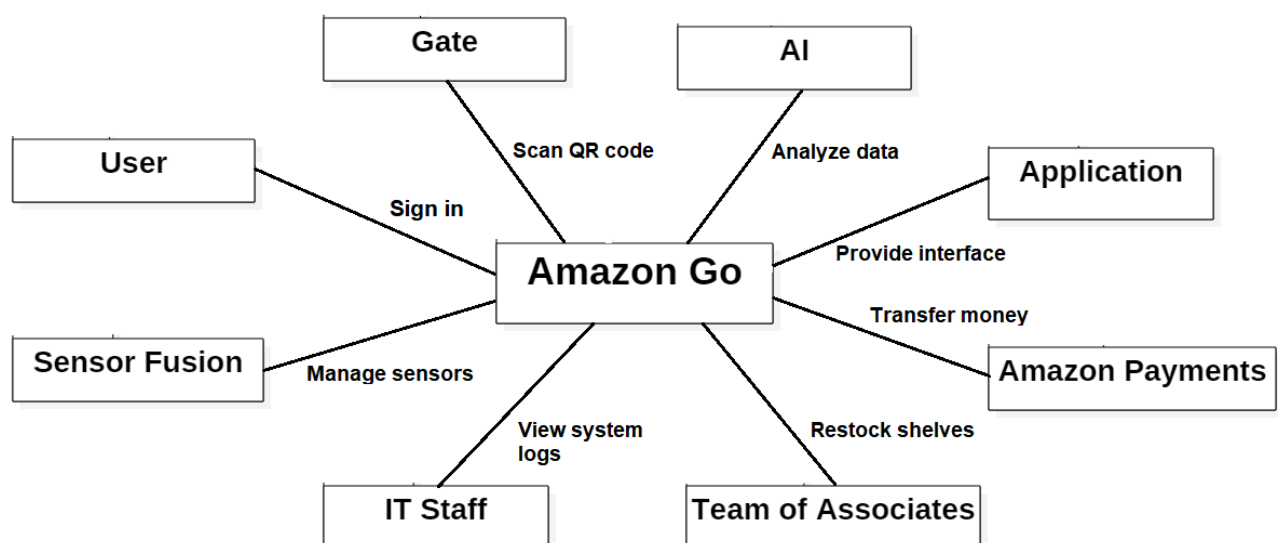 Gate
AI
Scan QR code
Analyze data
User
Application
Sign in
Amazon Go
Provide interface
Transfer money
Sensor Fusion
Manage sensors
Amazon Payments
View system
logs
Restock shelves
IT Staff
Team of Associates